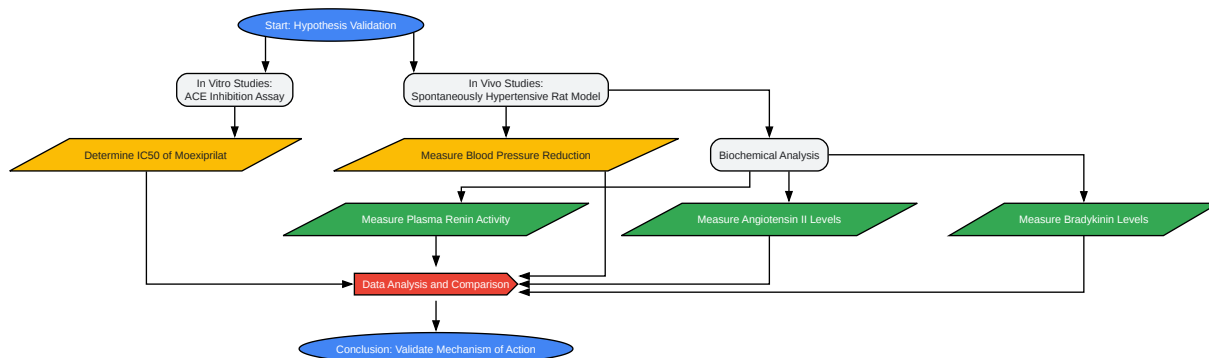 Start: Hypothesis Validation
In Vitro Studies:
ACE Inhibition Assay
In Vivo Studies:
Spontaneously Hypertensive Rat Model
Determine IC50 of Moexiprilat
Measure Blood Pressure Reduction
Biochemical Analysis
Measure Plasma Renin Activity
Measure Angiotensin II Levels
Measure Bradykinin Levels
Data Analysis and Comparison
Conclusion: Validate Mechanism of Action